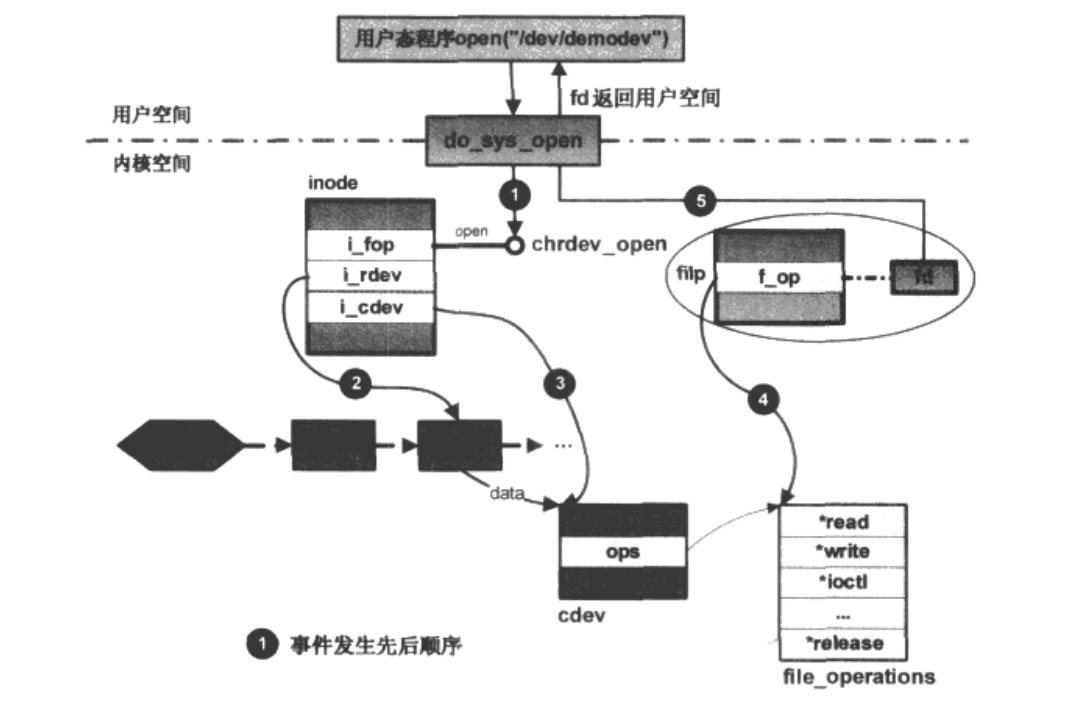 用户态程序open("/dev/demodev")
fd返回用户空间
用户空间
do_sys_open
内核空间
inode
1
5
open
chrdev_open
i_fop
i_rdev
i_cdev
filp
f_op
fd
2
3
4
...
data
ops
cdev
*read
*write
*ioctl
...
*release
file_operations
1 事件发生先后顺序